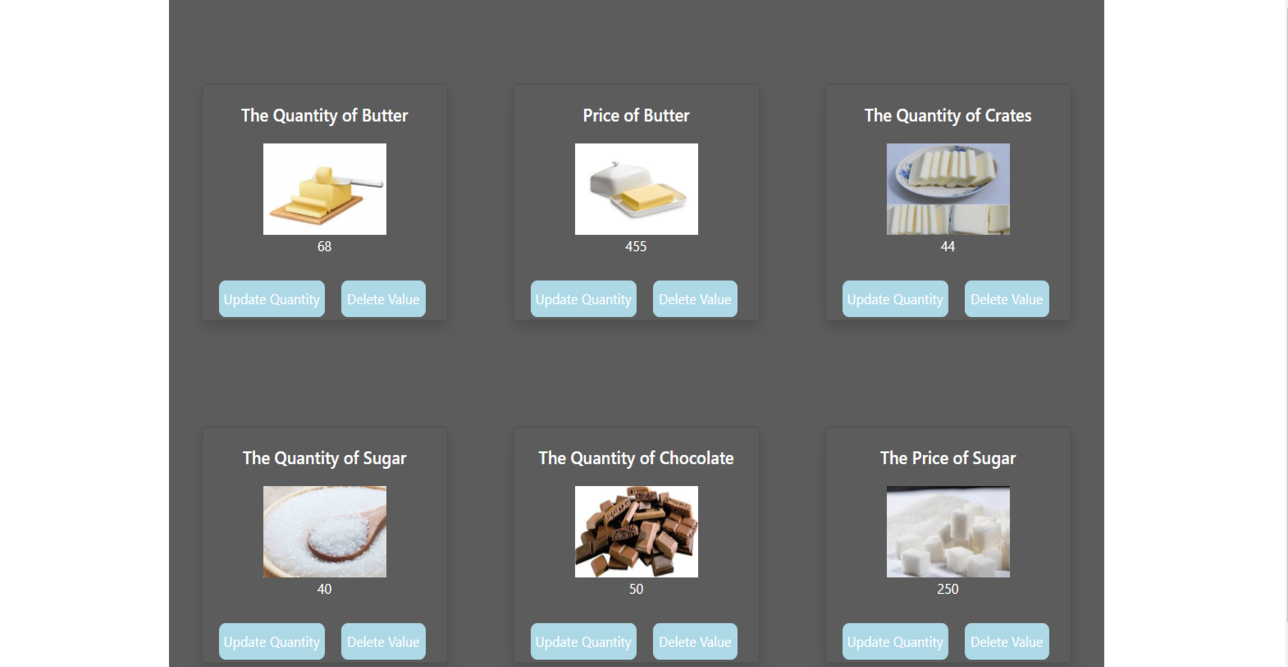 The Quantity of Butter
Price of Butter
The Quantity of Crates
68
455
44
Update Quantity
Delete Value
Update Quantity
Delete Value
Update Quantity
Delete Value
The Quantity of Sugar
The Quantity of Chocolate
The Price of Sugar
40
50
250
Update Quantity
Delete Value
Update Quantity
Delete Value
Update Quantity
Delete Value